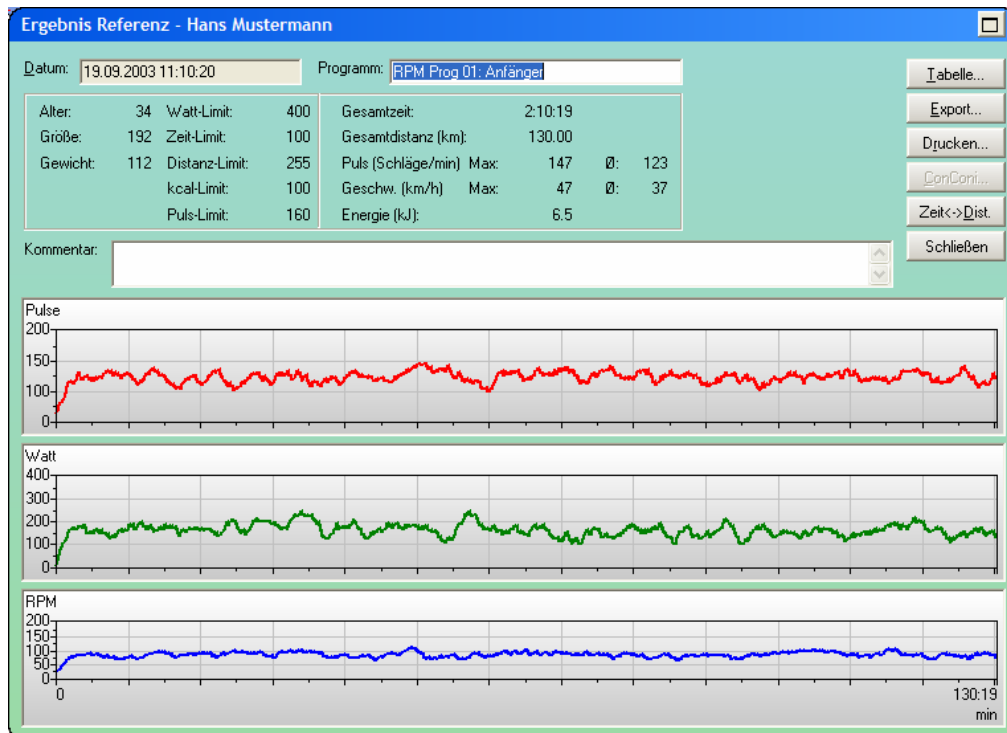 Ergebnis Referenz - Hans Mustermann
Datum: 19.09.2003 11:10:20 Programm: RPM Prog 01: Anfänger
Tabelle...
Export...
Drucken...
ConConi...
Zeit<->Dist.
Schließen
Alter: 34 Watt-Limit: 400
Größe: 192 Zeit-Limit: 100
Gewicht: 112 Distanz-Limit: 255
kcal-Limit: 100
Puls-Limit: 160
Gesamtzeit: 2:10:19
Gesamtdistanz (km): 130.00
Puls (Schläge/min) Max: 147 Ø: 123
Geschw. (km/h) Max: 47 Ø: 37
Energie (kJ): 6.5
Kommentar:
Pulse
200
150
100
0
Watt
400
300
200
100
0
RPM
200
150
100
50
0
0 130:19
min